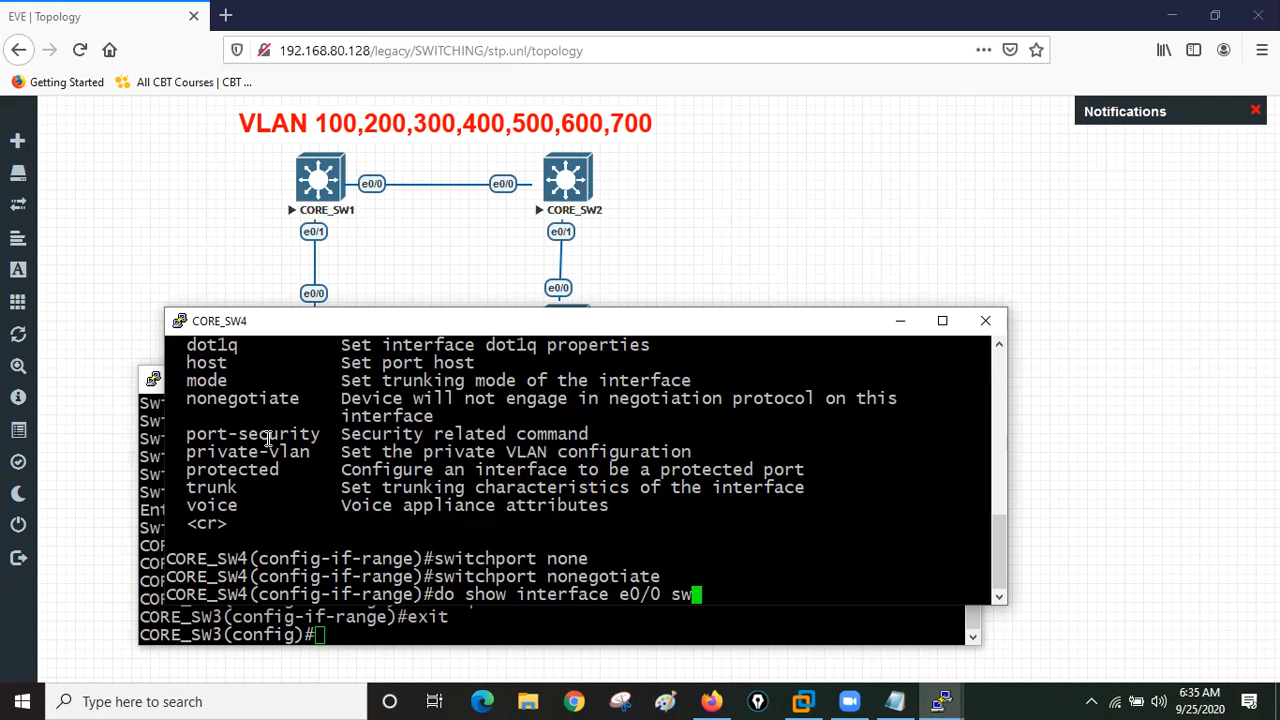 EVE | Topology
192.168.80.128/legacy/SWITCHING/stp.unl/topology
Getting Started
All CBT Courses | CBT ...
VLAN 100,200,300,400,500,600,700
Notifications
e0/0
e0/0
CORE_SW1
CORE_SW2
e0/1
e0/1
e0/0
e0/0
CORE_SW4
dot1q Set interface dot1q properties
host Set port host
mode Set trunking mode of the interface
nonegotiate Device will not engage in negotiation protocol on this
interface
port-security Security related command
private-vlan Set the private VLAN configuration
protected Configure an interface to be a protected port
trunk Set trunking characteristics of the interface
voice Voice appliance attributes
<cr>
CORE_SW4(config-if-range)#switchport none
CORE_SW4(config-if-range)#switchport nonegotiate
CORE_SW4(config-if-range)#do show interface e0/0 sw
CORE_SW3(config-if-range)#exit
CORE_SW3(config)#
Type here to search
6:35 AM
9/25/2020